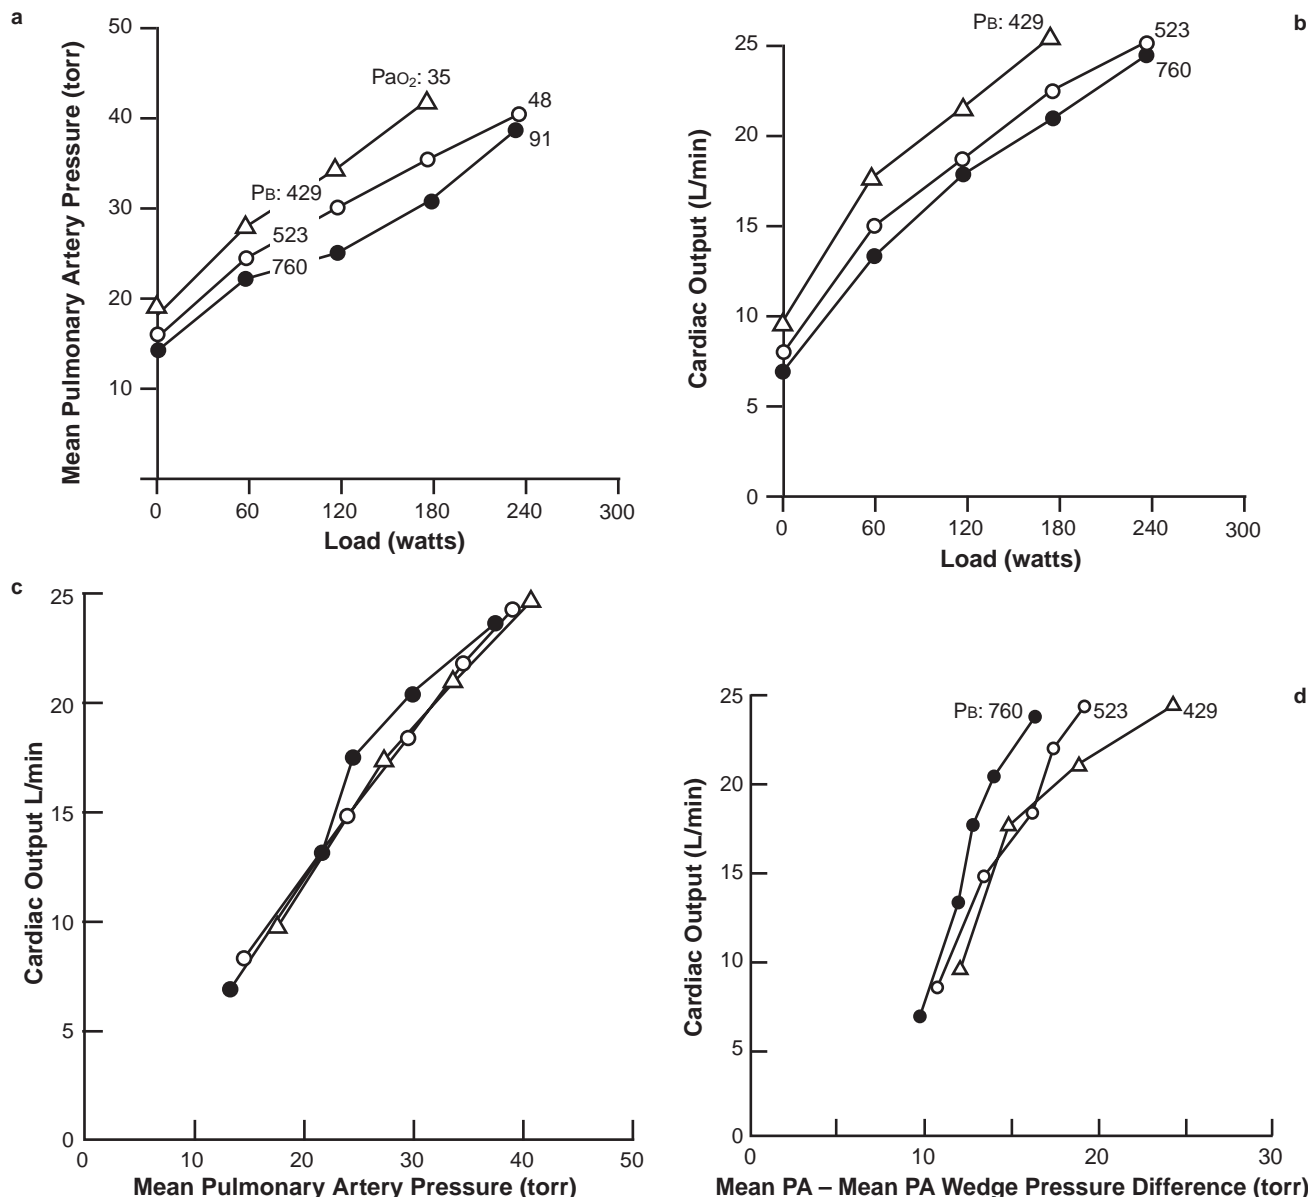 a
50
40
30
20
10
Mean Pulmonary Artery Pressure (torr)
PaO2: 35
48
91
PB: 429
523
760
0 60 120 180 240 300
Load (watts)
b
25
20
15
10
5
0
Cardiac Output (L/min)
PB: 429
523
760
0 60 120 180 240 300
Load (watts)
c
25
20
15
10
5
0
Cardiac Output L/min
0 10 20 30 40 50
Mean Pulmonary Artery Pressure (torr)
d
25
20
15
10
5
0
Cardiac Output (L/min)
PB: 760
523
429
0 10 20 30
Mean PA – Mean PA Wedge Pressure Difference (torr)